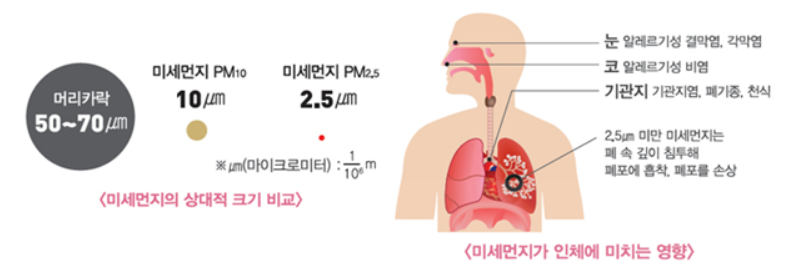 머리카락
50~70㎛
미세먼지 PM10
10㎛
미세먼지 PM2.5
2.5㎛
※ ㎛(마이크로미터) : 1/10⁶ m
<미세먼지의 상대적 크기 비교>
눈 알레르기성 결막염, 각막염
코 알레르기성 비염
기관지 기관지염, 폐기종, 천식
2.5㎛ 미만 미세먼지는
폐 속 깊이 침투해
폐포에 흡착, 폐포를 손상
<미세먼지가 인체에 미치는 영향>